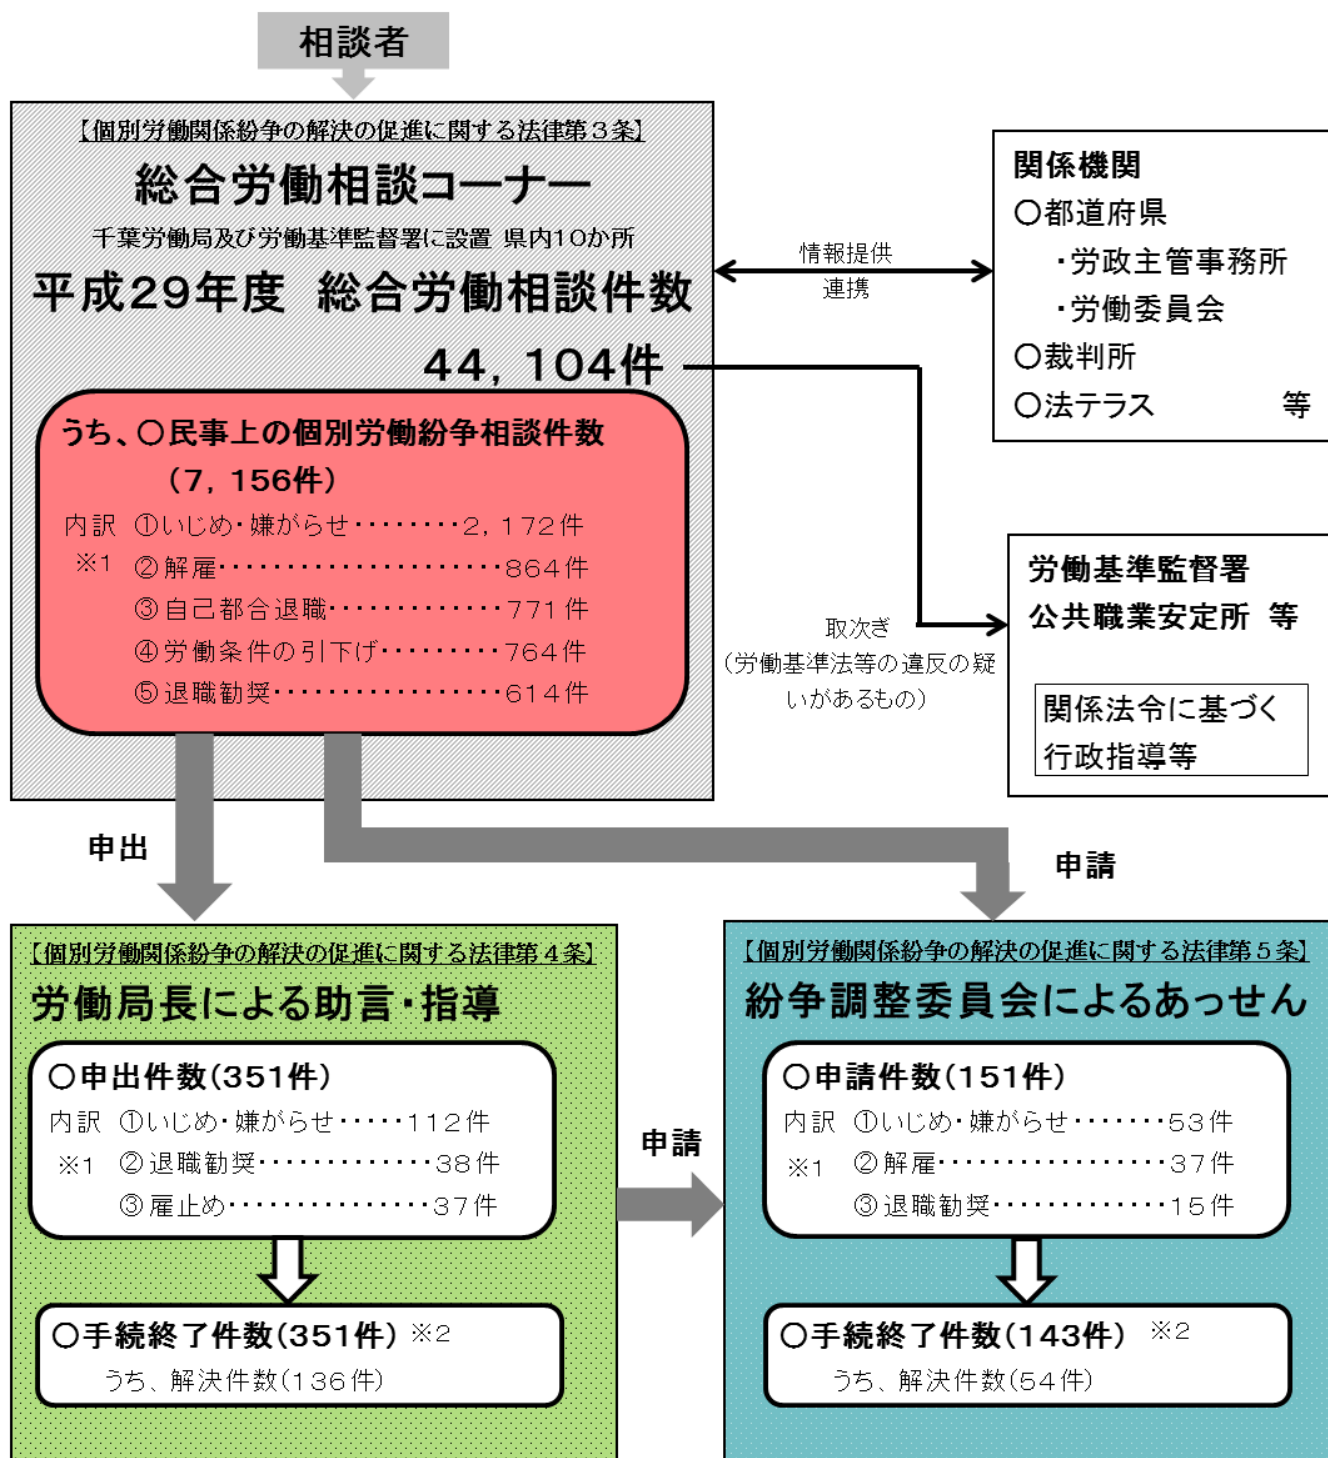 相談者
【個別労働関係紛争の解決の促進に関する法律第３条】
総合労働相談コーナー
千葉労働局及び労働基準監督署に設置 県内１０か所
平成２９年度　総合労働相談件数
４４，１０４件
うち、○民事上の個別労働紛争相談件数
（７，１５６件）
内訳 ①いじめ・嫌がらせ・・・・・・・・２，１７２件
※１ ②解雇・・・・・・・・・・・・・・・・・・・・・８６４件
③自己都合退職・・・・・・・・・・・・・７７１件
④労働条件の引下げ・・・・・・・・・７６４件
⑤退職勧奨・・・・・・・・・・・・・・・・・６１４件
情報提供
連携
関係機関
○都道府県
・労政主管事務所
・労働委員会
○裁判所
○法テラス　　　　等
取次ぎ
（労働基準法等の違反の疑
いがあるもの）
労働基準監督署
公共職業安定所　等
関係法令に基づく
行政指導等
申出
申請
【個別労働関係紛争の解決の促進に関する法律第４条】
労働局長による助言・指導
○申出件数（３５１件）
内訳 ①いじめ・嫌がらせ・・・・・１１２件
※１ ②退職勧奨・・・・・・・・・・・・・３８件
③雇止め・・・・・・・・・・・・・・・３７件
○手続終了件数（３５１件） ※２
うち、解決件数（１３６件）
申請
【個別労働関係紛争の解決の促進に関する法律第５条】
紛争調整委員会によるあっせん
○申請件数（１５１件）
内訳 ①いじめ・嫌がらせ・・・・・・・５３件
※１ ②解雇・・・・・・・・・・・・・・・・・３７件
③退職勧奨・・・・・・・・・・・・・１５件
○手続終了件数（１４３件） ※２
うち、解決件数（５４件）